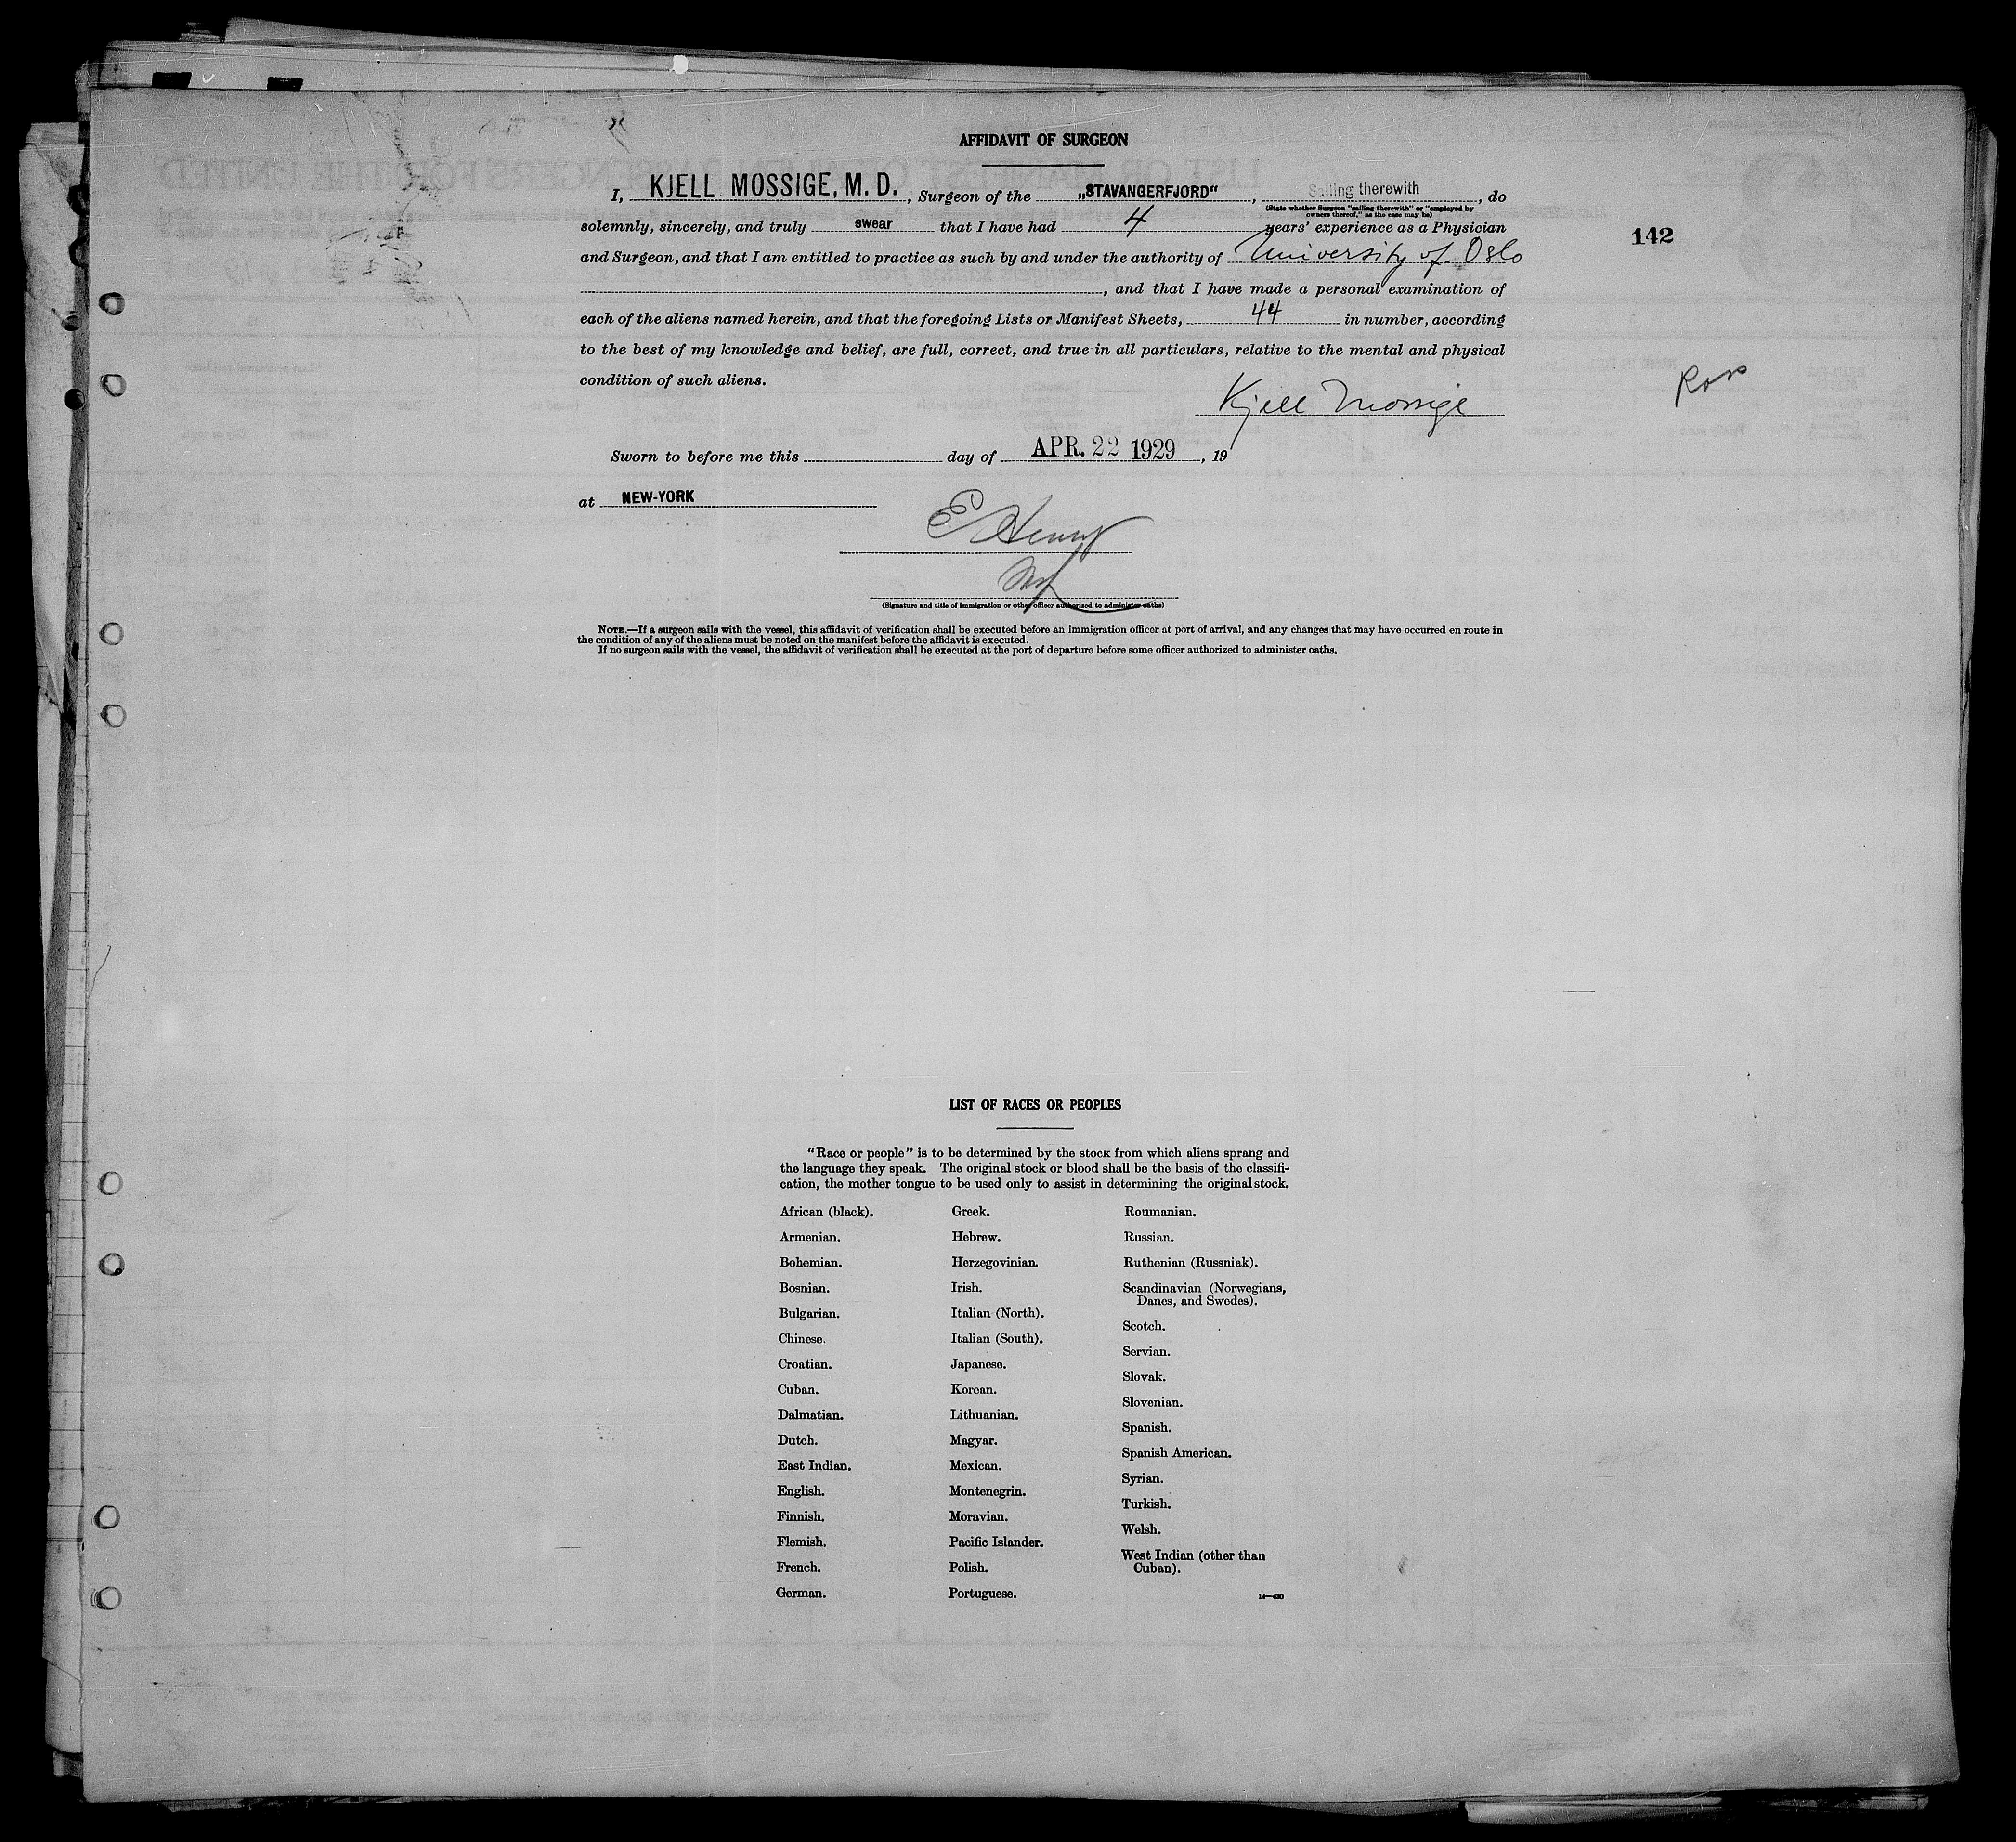 AFFIDAVIT OF SURGEON
I, KJELL MOSSIGE, M. D., Surgeon of the „STAVANGERFJORD“, Sailing therewith, do
(State whether Surgeon "sailing therewith" or "employed by
owners thereof," as the case may be)
solemnly, sincerely, and truly swear that I have had 4 years' experience as a Physician
142
and Surgeon, and that I am entitled to practice as such by and under the authority of University of Oslo
, and that I have made a personal examination of
each of the aliens named herein, and that the foregoing Lists or Manifest Sheets, 44 in number, according
to the best of my knowledge and belief, are full, correct, and true in all particulars, relative to the mental and physical
condition of such aliens.
Ross
Kjell Mossige
Sworn to before me this day of APR. 22 1929, 19
at NEW-YORK
E Henry
(Signature and title of immigration or other officer authorized to administer oaths)
NOTE.—If a surgeon sails with the vessel, this affidavit of verification shall be executed before an immigration officer at port of arrival, and any changes that may have occurred en route in
the condition of any of the aliens must be noted on the manifest before the affidavit is executed.
If no surgeon sails with the vessel, the affidavit of verification shall be executed at the port of departure before some officer authorized to administer oaths.
LIST OF RACES OR PEOPLES
"Race or people" is to be determined by the stock from which aliens sprang and
the language they speak. The original stock or blood shall be the basis of the classifi-
cation, the mother tongue to be used only to assist in determining the original stock.
African (black).
Armenian.
Bohemian.
Bosnian.
Bulgarian.
Chinese.
Croatian.
Cuban.
Dalmatian.
Dutch.
East Indian.
English.
Finnish.
Flemish.
French.
German.
Greek.
Hebrew.
Herzegovinian.
Irish.
Italian (North).
Italian (South).
Japanese.
Korean.
Lithuanian.
Magyar.
Mexican.
Montenegrin.
Moravian.
Pacific Islander.
Polish.
Portuguese.
Roumanian.
Russian.
Ruthenian (Russniak).
Scandinavian (Norwegians,
Danes, and Swedes).
Scotch.
Servian.
Slovak.
Slovenian.
Spanish.
Spanish American.
Syrian.
Turkish.
Welsh.
West Indian (other than
Cuban).
14—430